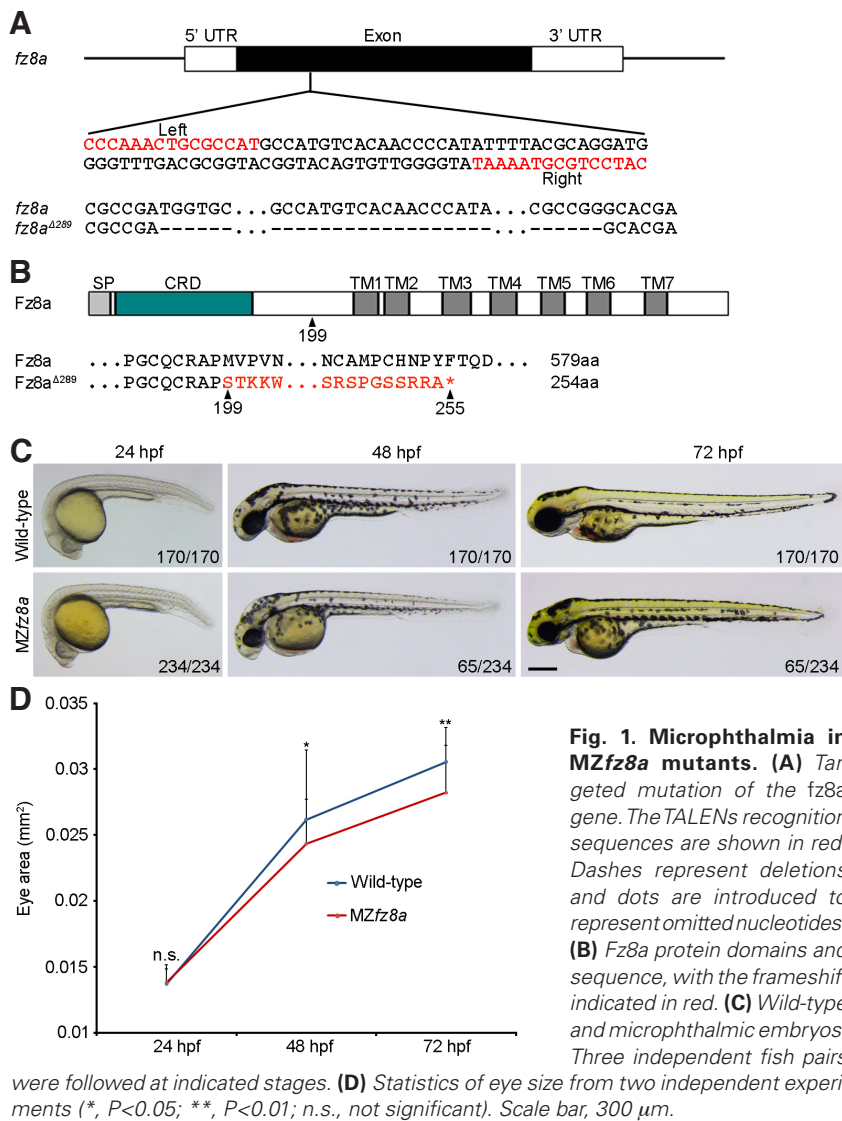 A
5' UTR Exon 3' UTR
fz8a
Left
CCCAAACTGCGCCATGCCATGTCACAACCCCATATTTTACGCAGGATG
GGGTTTGACGCGGTACGGTACAGTGTTGGGGTATAAAATGCGTCCTAC
Right
fz8a CGCCGATGGTGC...GCCATGTCACAACCCATA...CGCCGGGCACGA
fz8aΔ289 CGCCGA------...------------------...------GCACGA
B
SP CRD TM1 TM2 TM3 TM4 TM5 TM6 TM7
Fz8a
199
Fz8a ...PGCQCRAPMVPVN...NCAMPCHNPYFTQD... 579aa
Fz8aΔ289 ...PGCQCRAPSTKKW...SRSPGSSRRA* 254aa
199 255
C
24 hpf 48 hpf 72 hpf
Wild-type
170/170 170/170 170/170
MZfz8a
234/234 65/234 65/234
D
Eye area (mm²)
0.035
0.03
0.025
0.02
0.015
0.01
n.s.
*
**
Wild-type
MZfz8a
24 hpf 48 hpf 72 hpf
Fig. 1. Microphthalmia in
MZfz8a mutants. (A) Tar
geted mutation of the fz8a
gene. The TALENs recognition
sequences are shown in red
Dashes represent deletions
and dots are introduced to
represent omitted nucleotides
(B) Fz8a protein domains and
sequence, with the frameshif
indicated in red. (C) Wild-type
and microphthalmic embryos
Three independent fish pairs
were followed at indicated stages. (D) Statistics of eye size from two independent experi
ments (*, P<0.05; **, P<0.01; n.s., not significant). Scale bar, 300 μm.